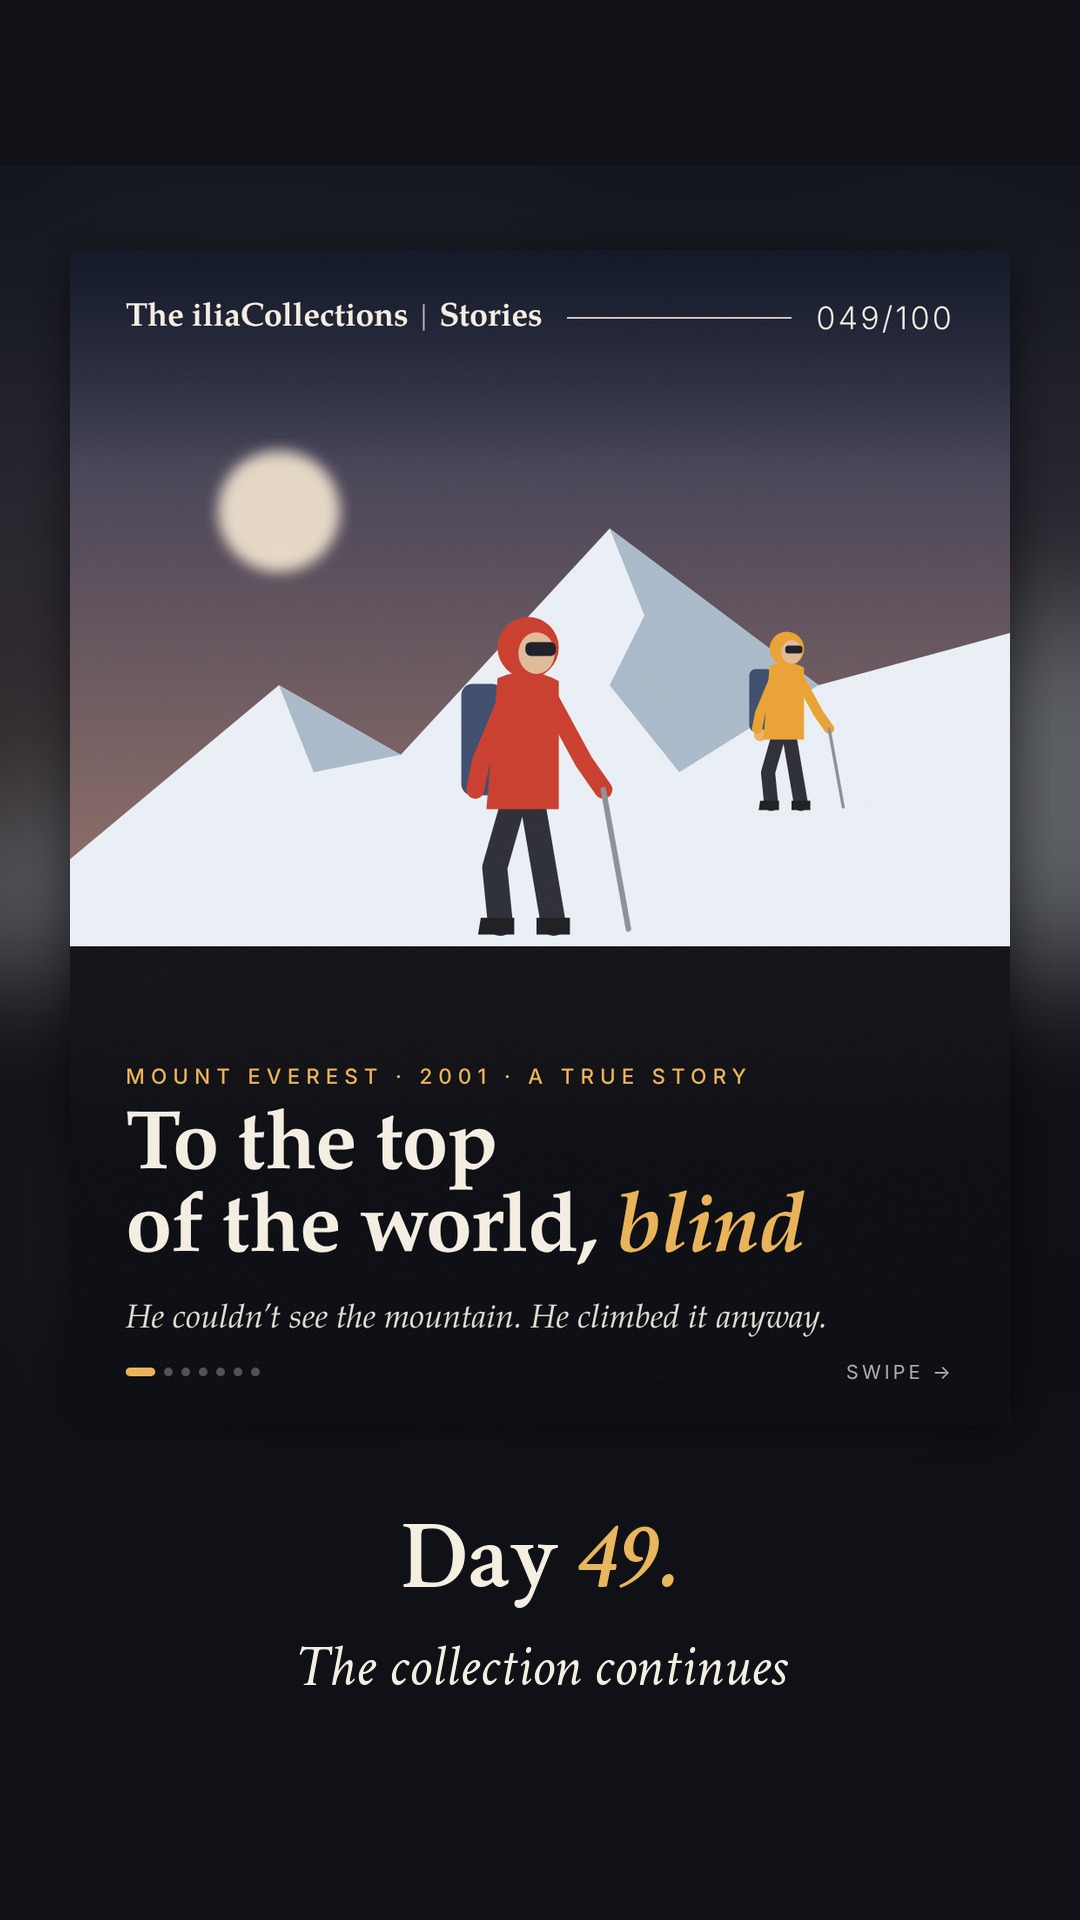 The iliaCollections | Stories
049/100
MOUNT EVEREST · 2001 · A TRUE STORY
To the top
of the world, blind
He couldn’t see the mountain. He climbed it anyway.
SWIPE →
Day 49.
The collection continues